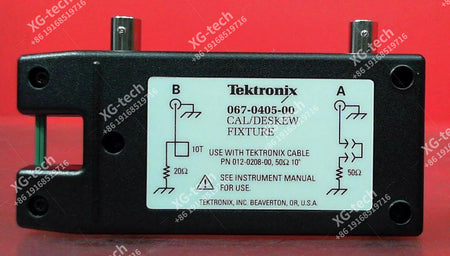 B
Tektronix
A
067-0405-00
CAL/DESKEW
FIXTURE
10T
USE WITH TEKTRONIX CABLE
PN 012-0208-00, 50Ω 10"
20Ω
50Ω
SEE INSTRUMENT MANUAL
FOR USE.
TEKTRONIX, INC. BEAVERTON, OR, U.S.A.
XG-tech
+86 19168519716